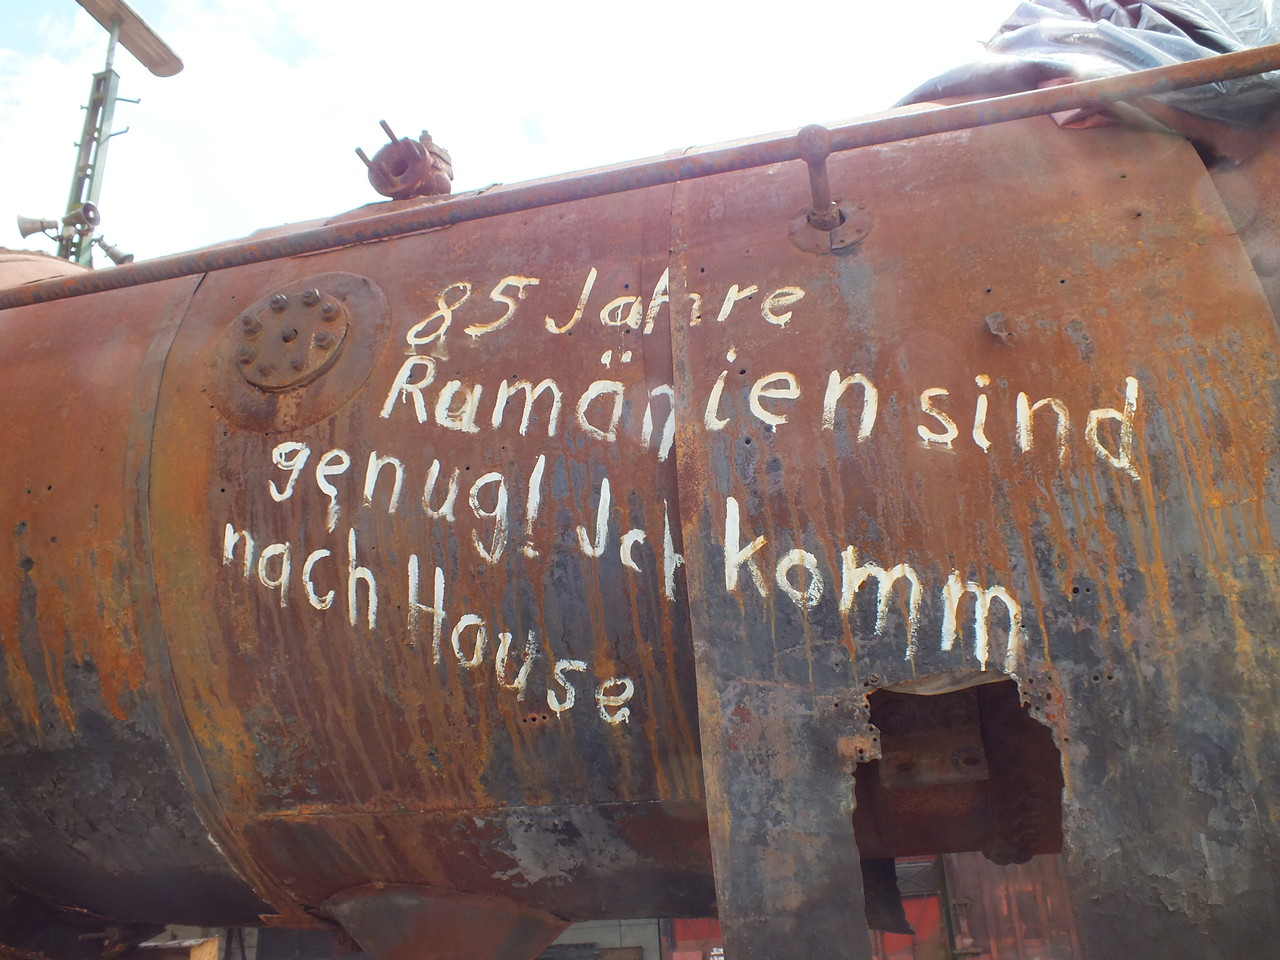 85 Jahre
Rumänien sind
genug! Ich komm
nach Hause